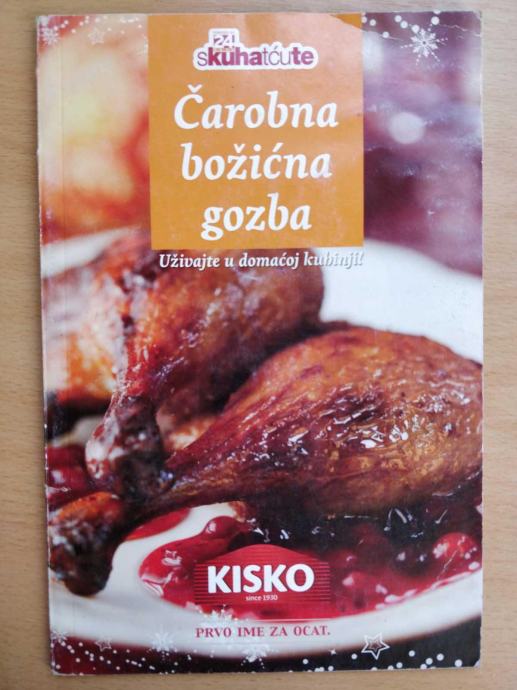 24
skuhatćute
Čarobna
božićna
gozba
Uživajte u domaćoj kuhinji!
KISKO
since 1930
PRVO IME ZA OCAT.